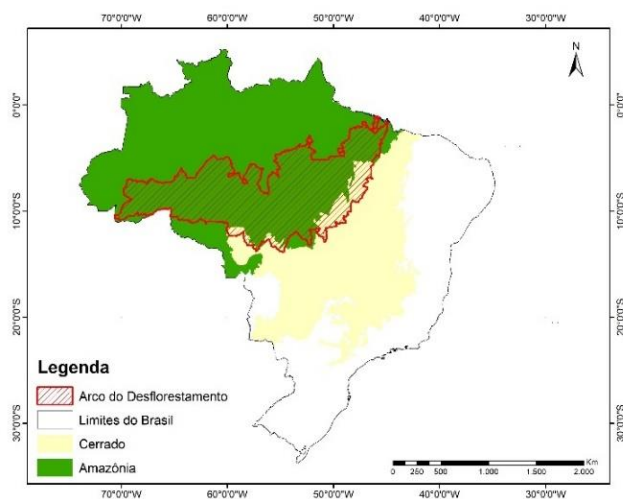 70°0'0"W 60°0'0"W 50°0'0"W 40°0'0"W 30°0'0"W
N
0°0'0" 0°0'0"
10°0'0"S 10°0'0"S
20°0'0"S 20°0'0"S
30°0'0"S 30°0'0"S
Legenda
Arco do Desflorestamento
Limites do Brasil
Cerrado
Amazônia
Km
0 250 500 1.000 1.500 2.000
70°0'0"W 60°0'0"W 50°0'0"W 40°0'0"W 30°0'0"W